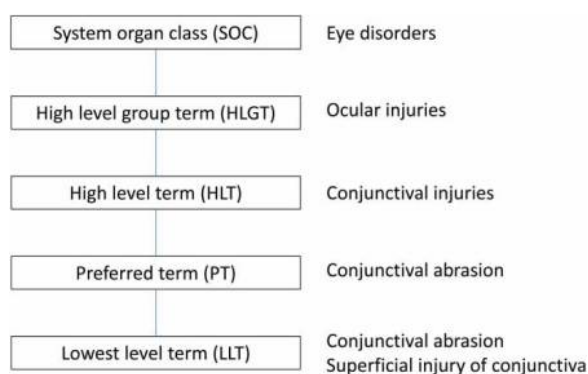 System organ class (SOC) Eye disorders
High level group term (HLGT) Ocular injuries
High level term (HLT) Conjunctival injuries
Preferred term (PT) Conjunctival abrasion
Conjunctival abrasion
Lowest level term (LLT)
Superficial injury of conjunctiva